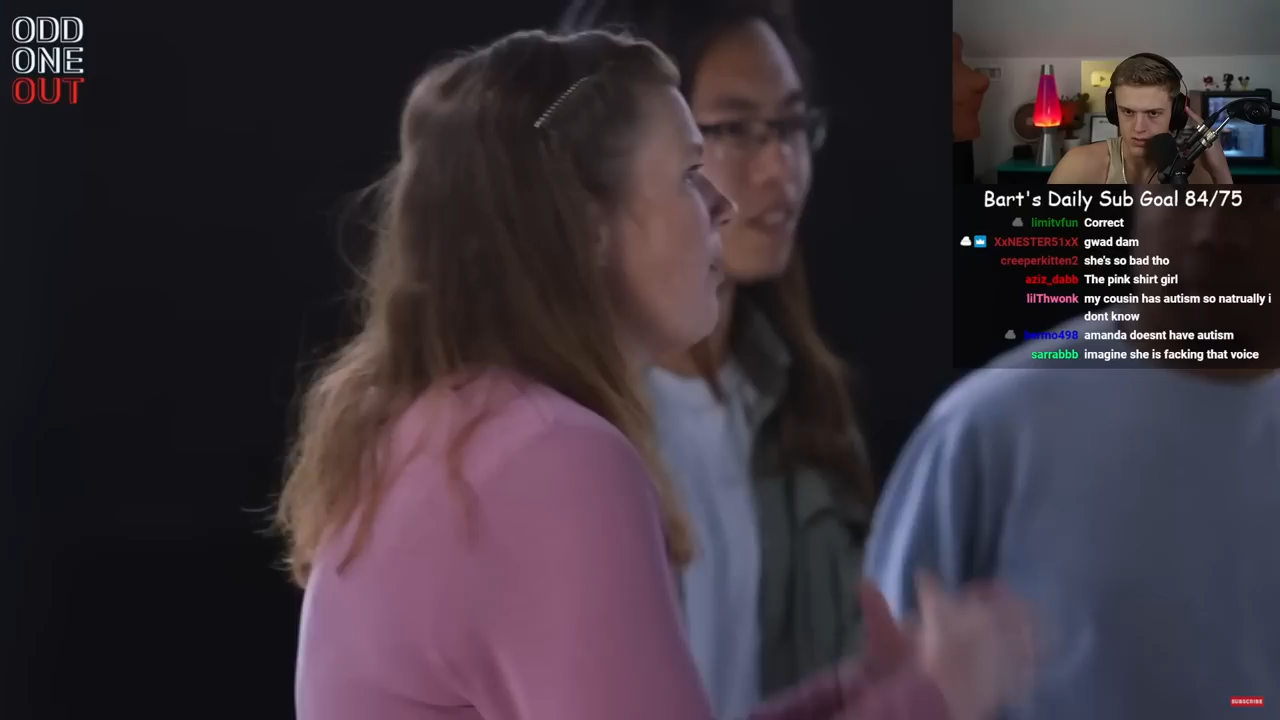 ODD
ONE
OUT
Bart's Daily Sub Goal 84/75
limitvfun Correct
XxNESTER51xX gwad dam
creeperkitten2 she's so bad tho
aziz_dabb The pink shirt girl
lilThwonk my cousin has autism so natrually i
dont know
amanda doesnt have autism
sarrabbb imagine she is facking that voice
SUBSCRIBE